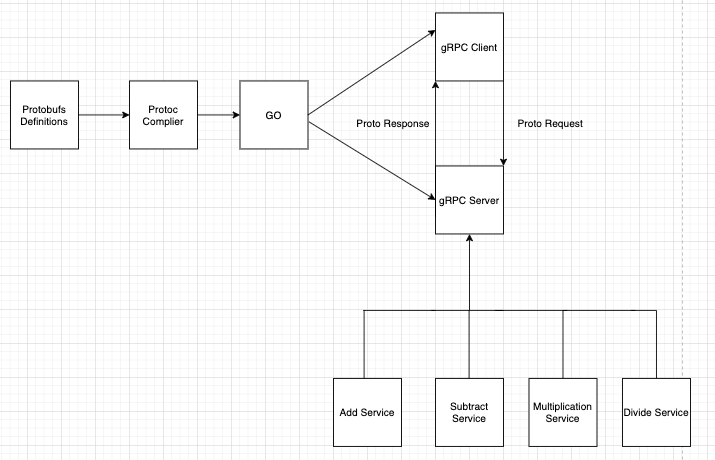 gRPC Client
Protobufs
Definitions
Protoc
Complier
GO
Proto Response
Proto Request
gRPC Server
Add Service
Subtract
Service
Multiplication
Service
Divide Service